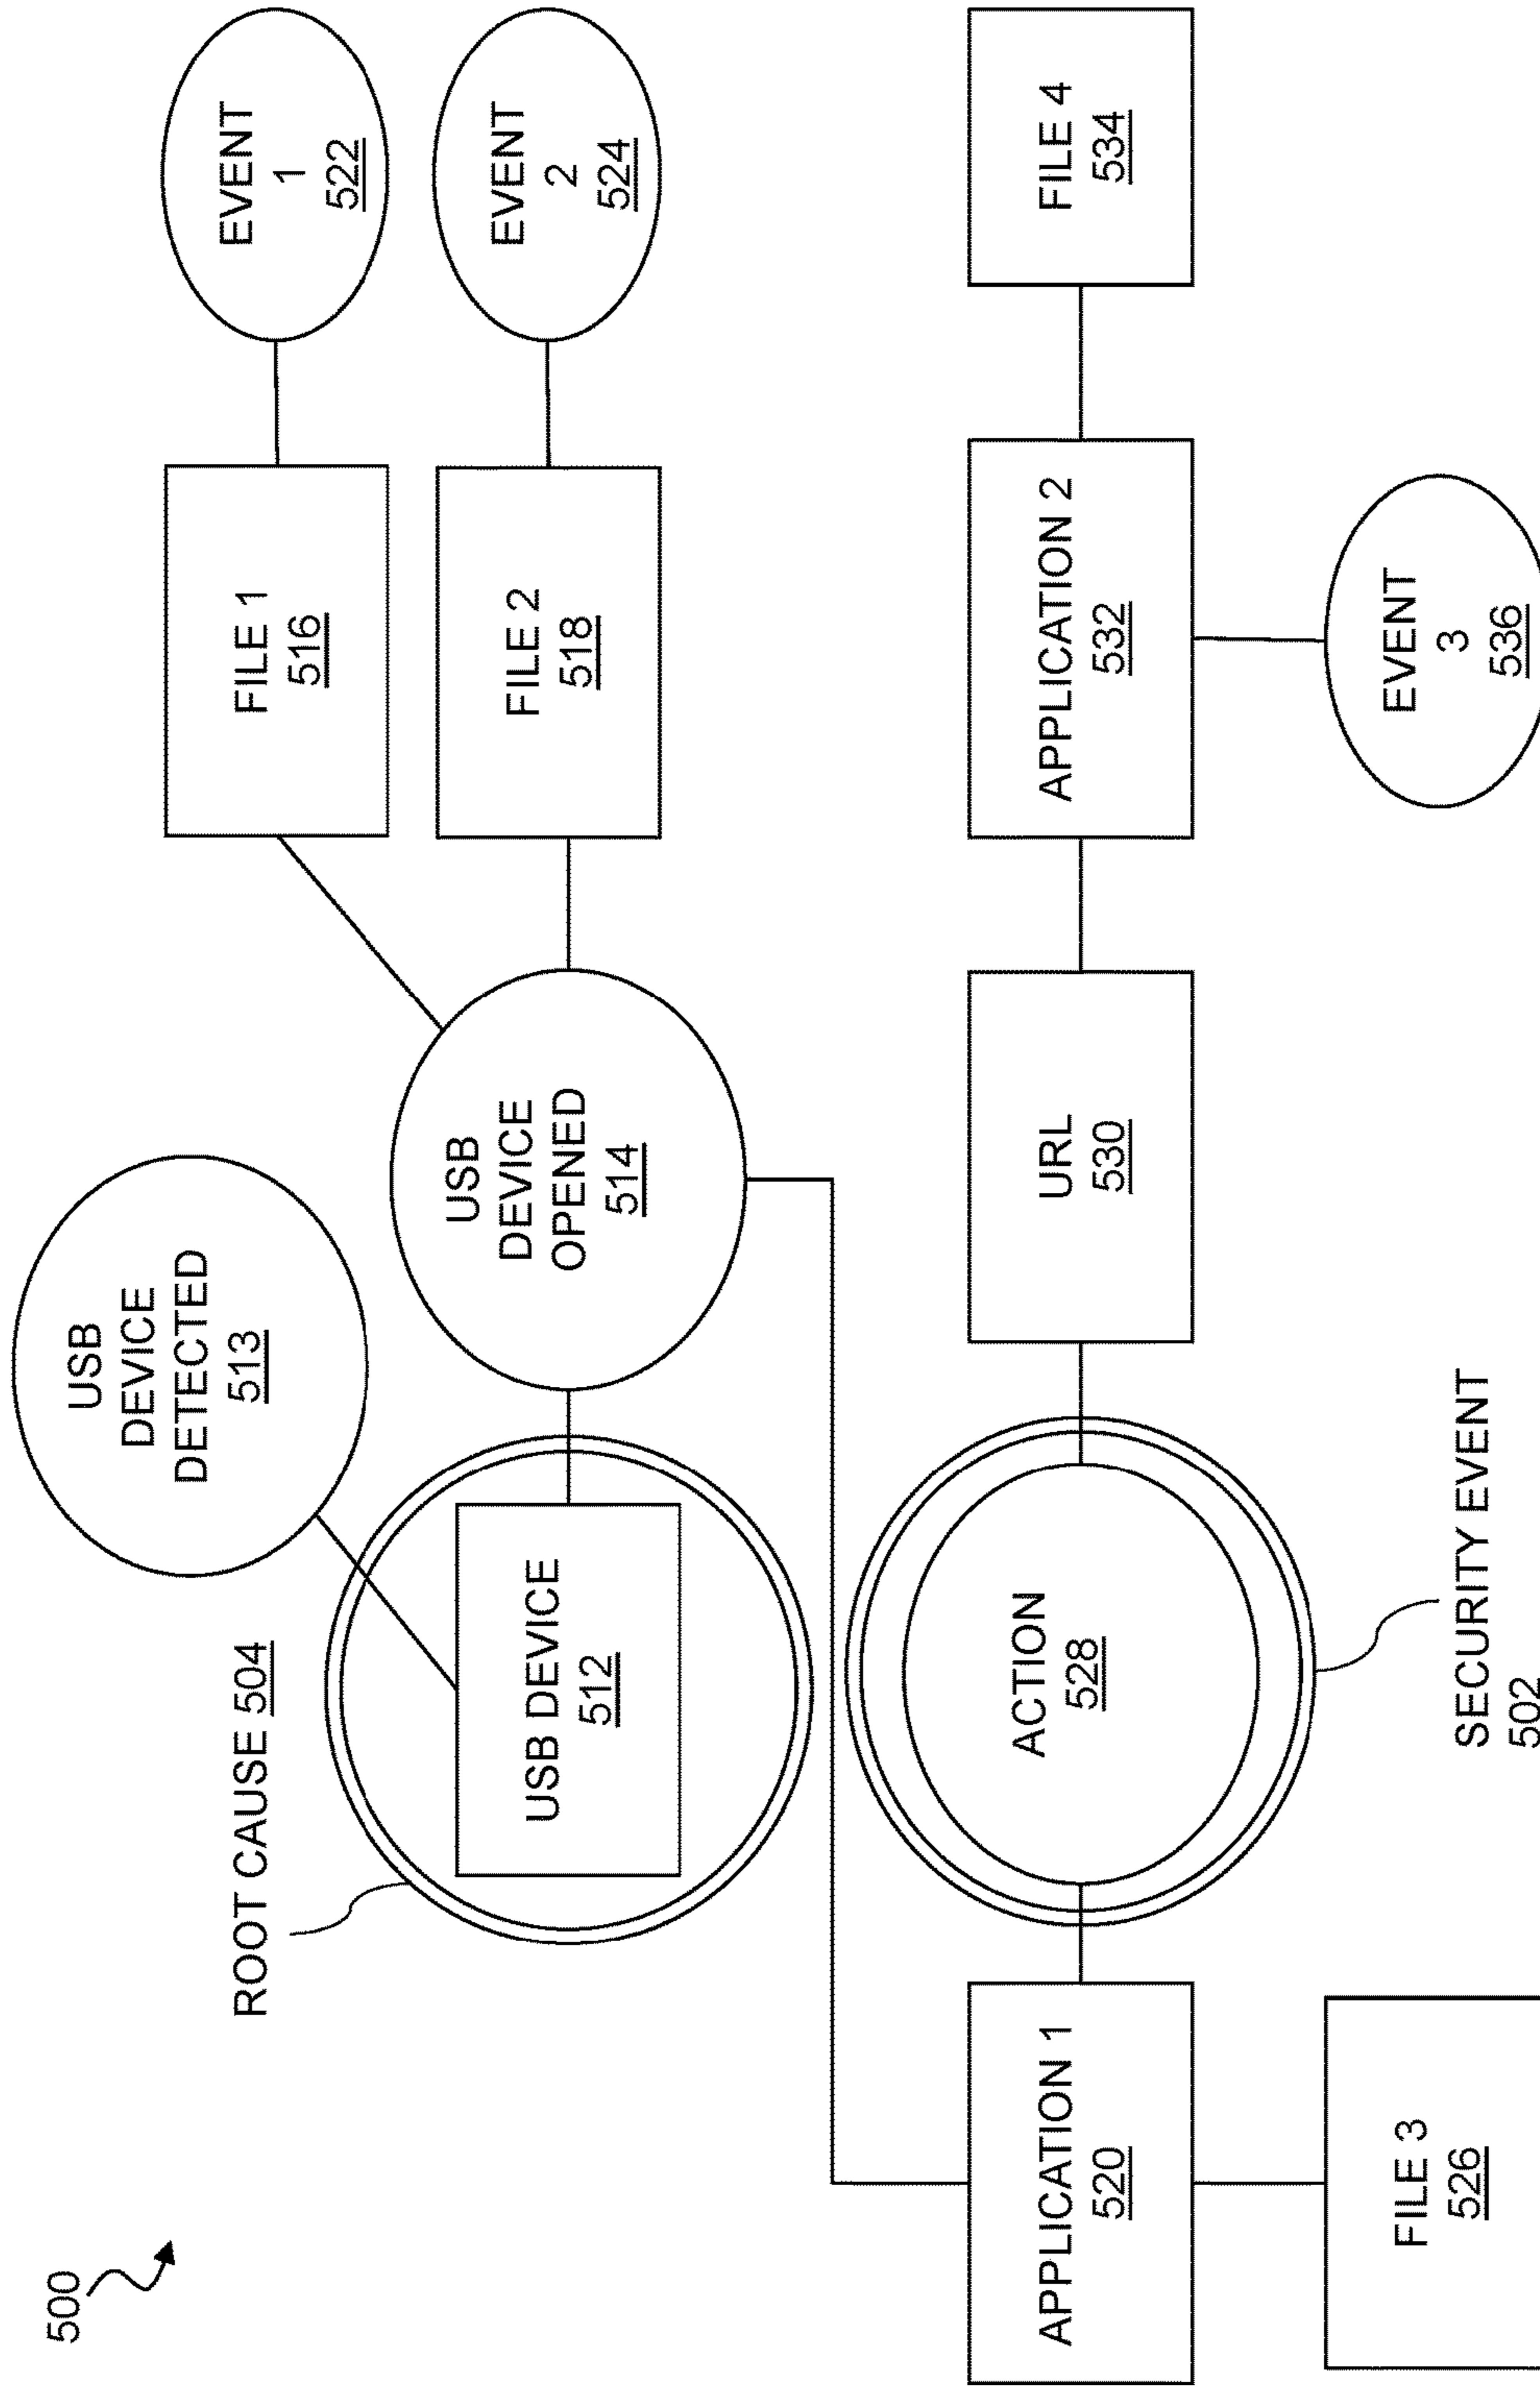 500
ROOT CAUSE 504
USB
DEVICE
DETECTED
513
USB DEVICE
512
USB
DEVICE
OPENED
514
FILE 1
516
EVENT
1
522
FILE 2
518
EVENT
2
524
APPLICATION 1
520
ACTION
528
URL
530
APPLICATION 2
532
FILE 4
534
FILE 3
526
SECURITY EVENT
502
EVENT
3
536